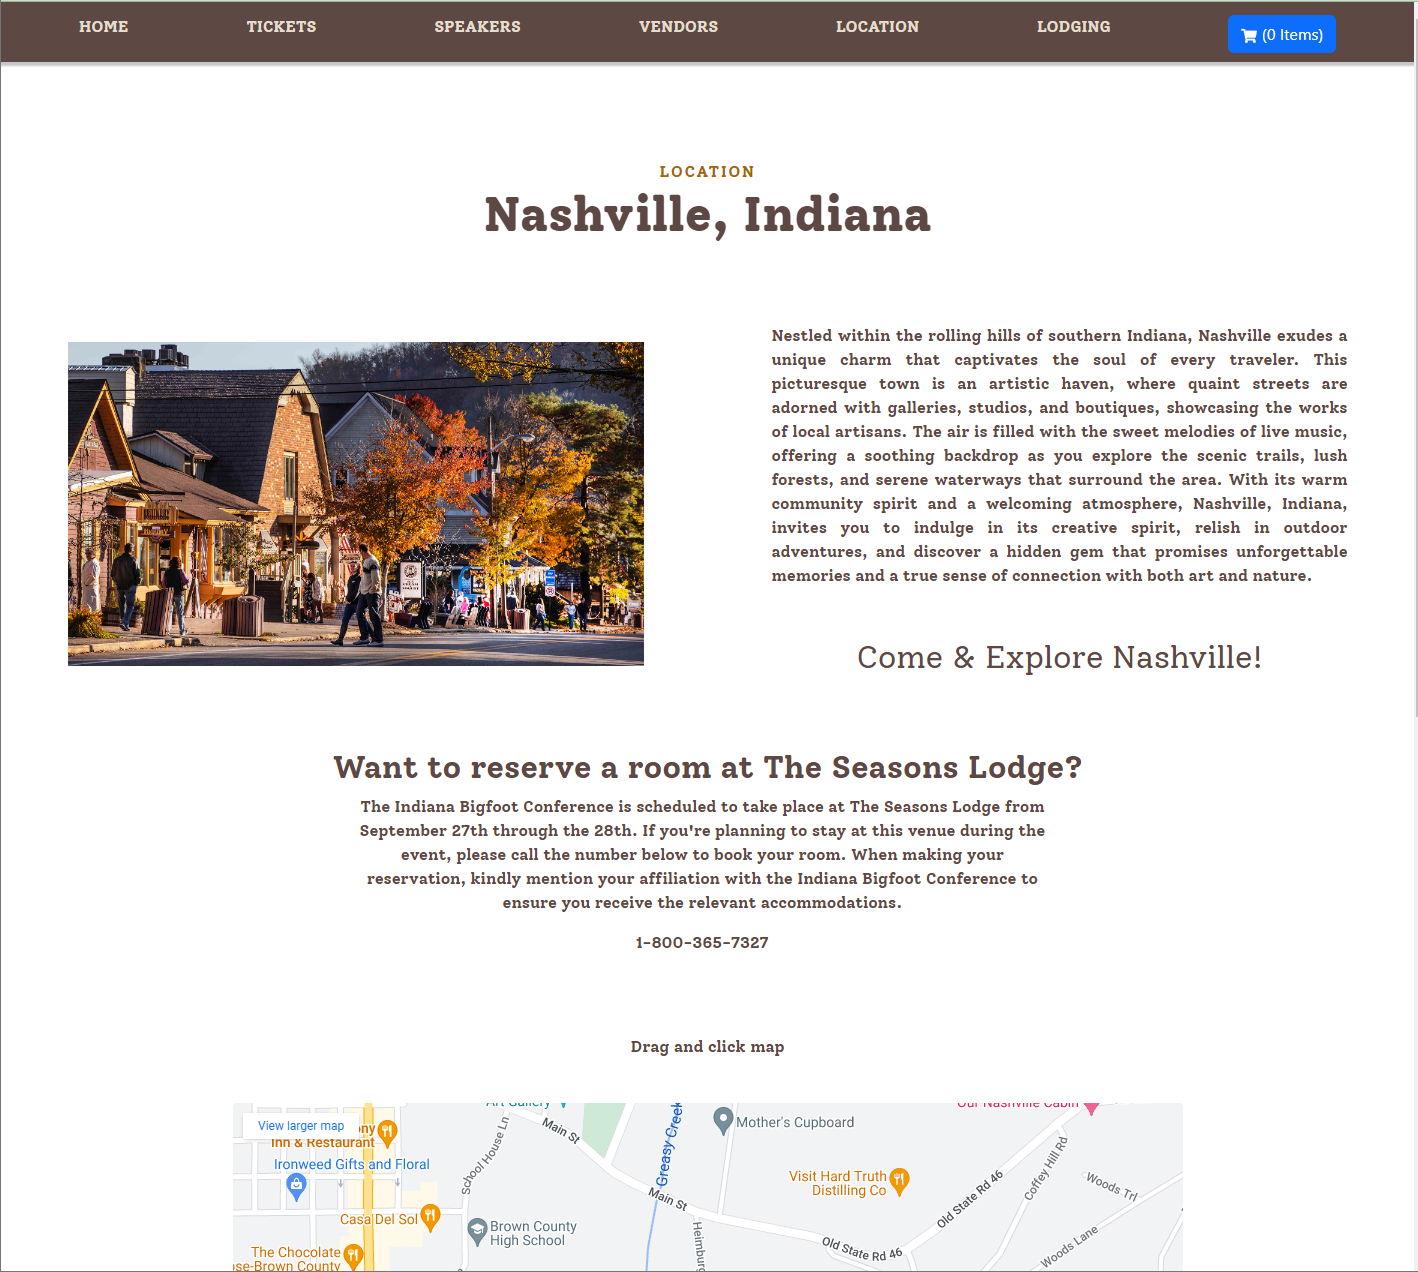 HOME TICKETS SPEAKERS VENDORS LOCATION LODGING (0 Items)
LOCATION
Nashville, Indiana
Nestled within the rolling hills of southern Indiana, Nashville exudes a
unique charm that captivates the soul of every traveler. This
picturesque town is an artistic haven, where quaint streets are
adorned with galleries, studios, and boutiques, showcasing the works
of local artisans. The air is filled with the sweet melodies of live music,
offering a soothing backdrop as you explore the scenic trails, lush
forests, and serene waterways that surround the area. With its warm
community spirit and a welcoming atmosphere, Nashville, Indiana,
invites you to indulge in its creative spirit, relish in outdoor
adventures, and discover a hidden gem that promises unforgettable
memories and a true sense of connection with both art and nature.
Come & Explore Nashville!
Want to reserve a room at The Seasons Lodge?
The Indiana Bigfoot Conference is scheduled to take place at The Seasons Lodge from
September 27th through the 28th. If you're planning to stay at this venue during the
event, please call the number below to book your room. When making your
reservation, kindly mention your affiliation with the Indiana Bigfoot Conference to
ensure you receive the relevant accommodations.
1-800-365-7327
Drag and click map
View larger map
Inn & Restaurant
Ironweed Gifts and Floral
Casa Del Sol
The Chocolate
ose-Brown County
School House Ln
Art Gallery
Main St
Greasy Creek
Brown County
High School
Main St
Heimburg
Mother's Cupboard
Visit Hard Truth
Distilling Co
Old State Rd 46
Old State Rd 46
Our Nashville Cabin
Coffey Hill Rd
Woods Trl
Woods Lane